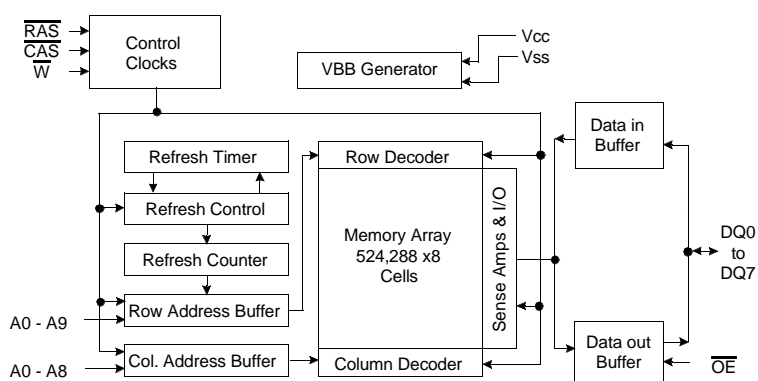 RAS
CAS
W
Control
Clocks
VBB Generator
Vcc
Vss
Refresh Timer
Refresh Control
Refresh Counter
Row Address Buffer
Col. Address Buffer
A0 - A9
A0 - A8
Row Decoder
Memory Array
524,288 x8
Cells
Column Decoder
Sense Amps & I/O
Data in
Buffer
Data out
Buffer
DQ0
to
DQ7
OE